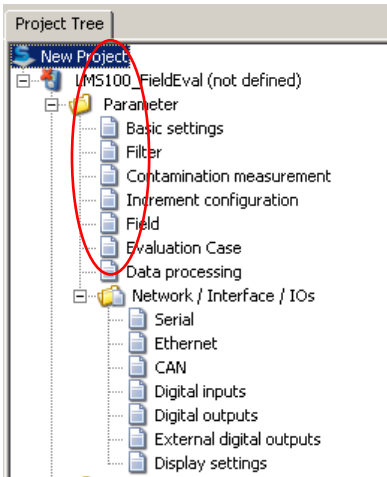 Project Tree
New Project
LMS100_FieldEval (not defined)
Parameter
Basic settings
Filter
Contamination measurement
Increment configuration
Field
Evaluation Case
Data processing
Network / Interface / IOs
Serial
Ethernet
CAN
Digital inputs
Digital outputs
External digital outputs
Display settings